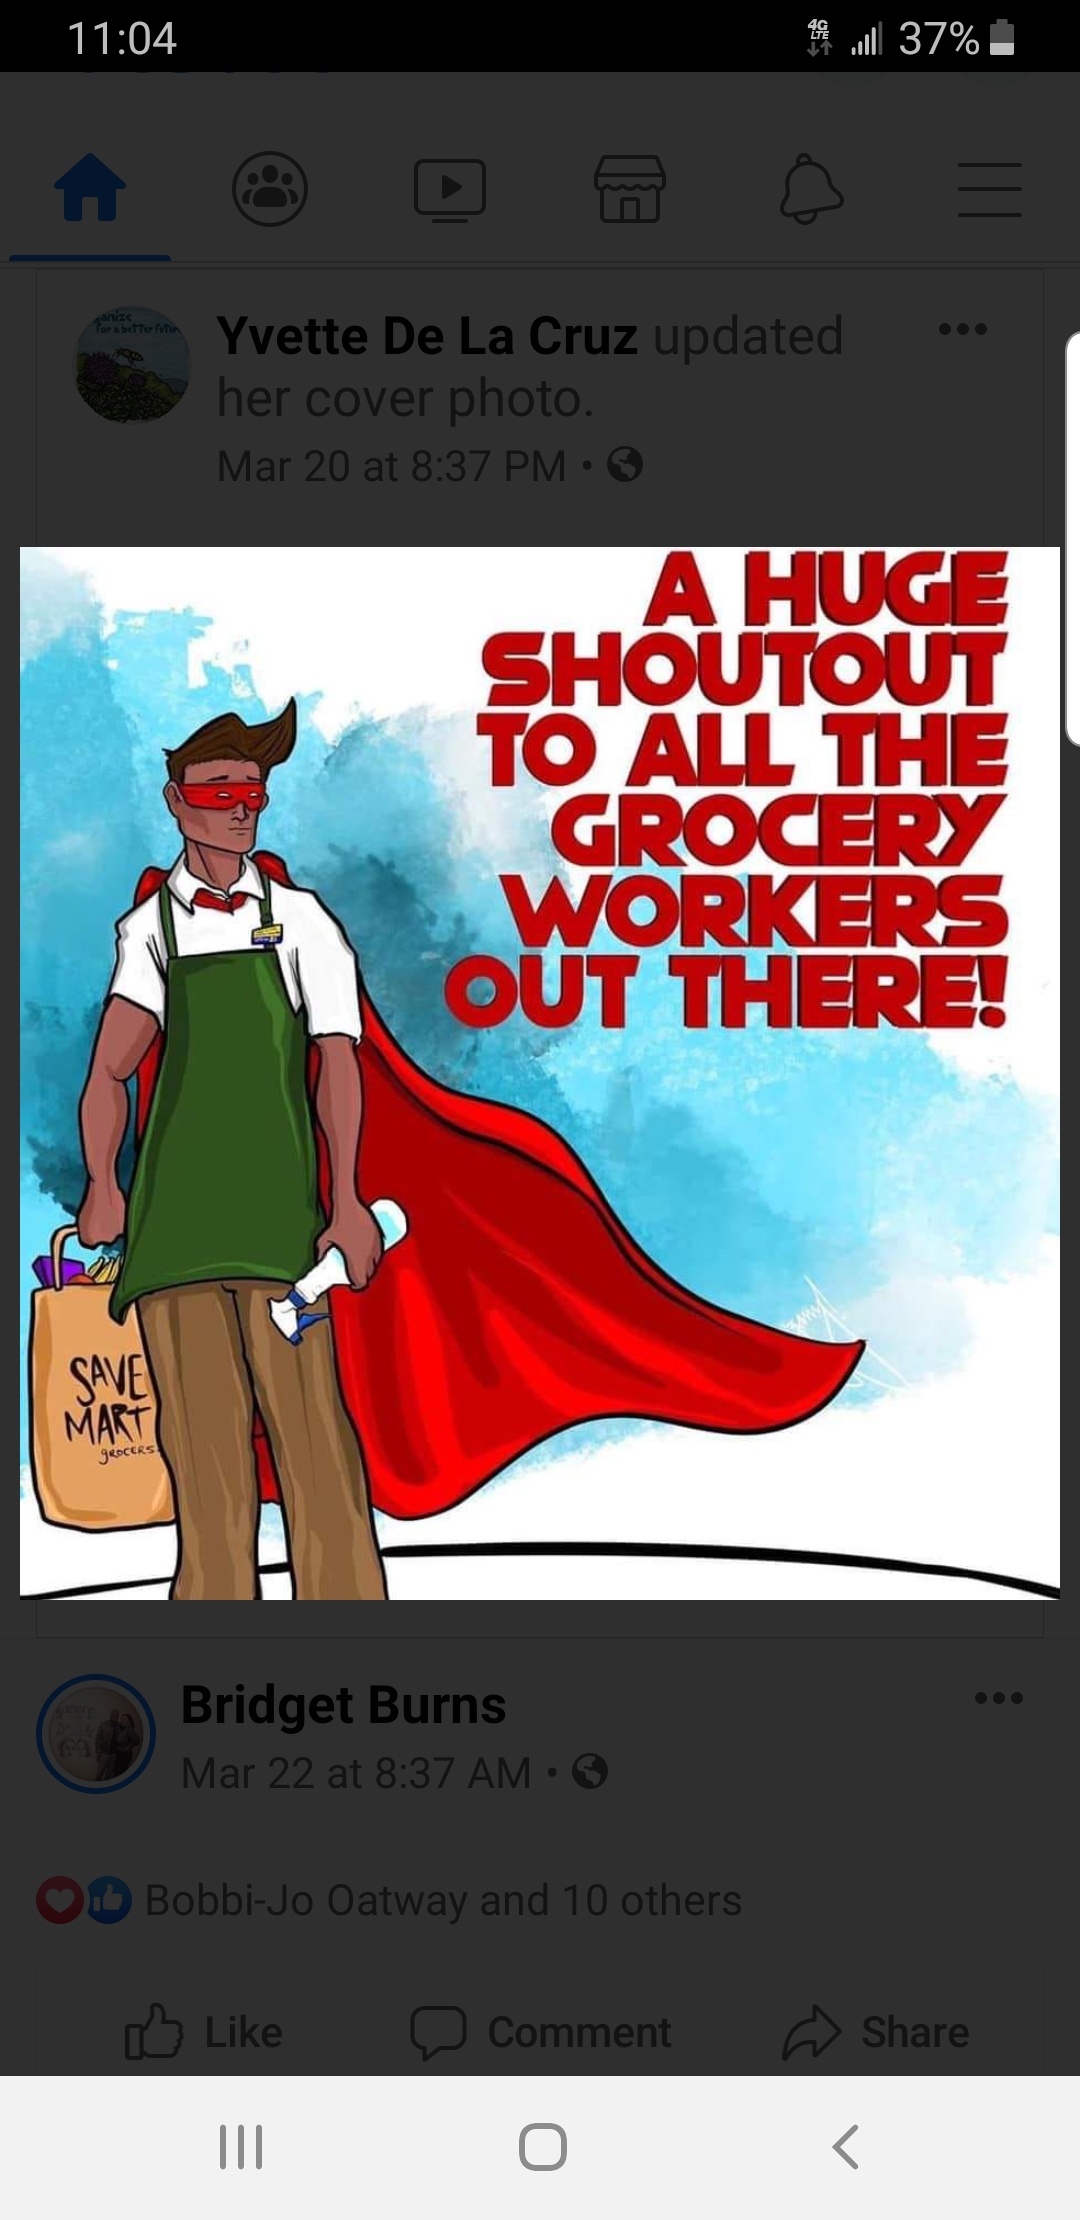 11:04
4G LTE 37%
Yvette De La Cruz updated
her cover photo.
Mar 20 at 8:37 PM •
A HUGE
SHOUTOUT
TO ALL THE
GROCERY
WORKERS
OUT THERE!
SAVE
MART
GROCERS
Bridget Burns
Mar 22 at 8:37 AM •
Bobbi-Jo Oatway and 10 others
Like Comment Share